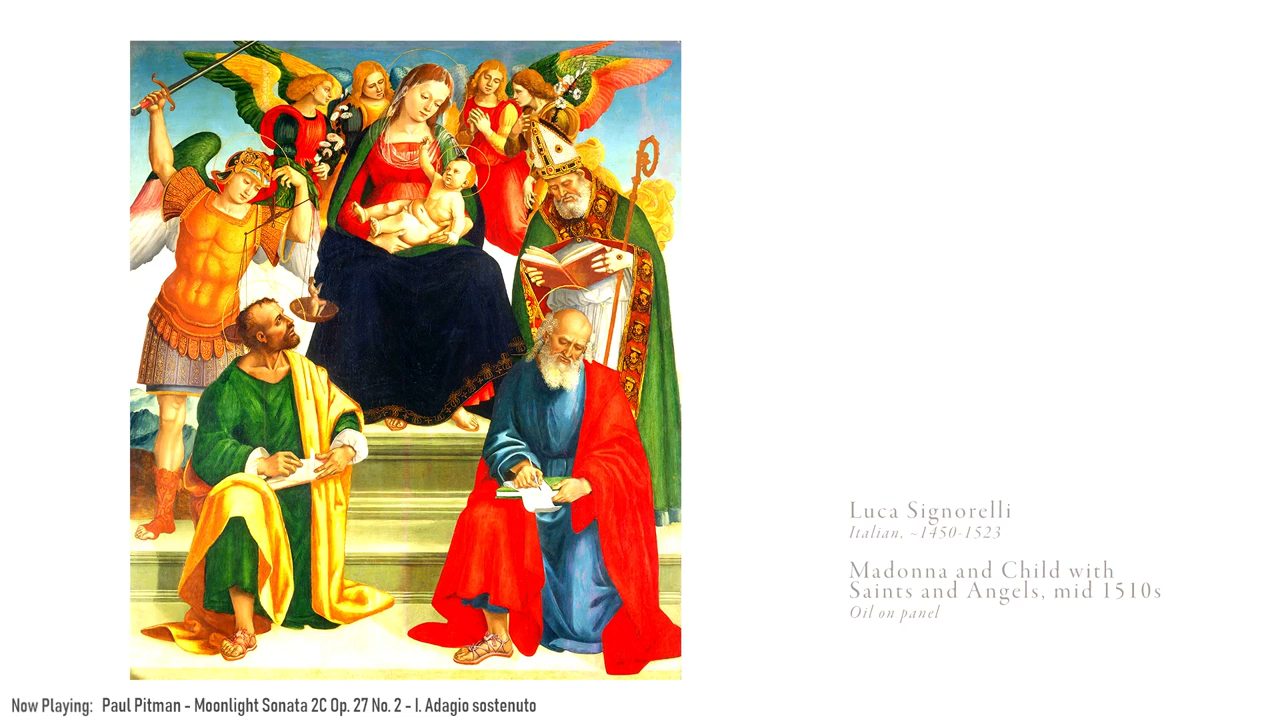 Luca Signorelli
Italian, ~1450-1523
Madonna and Child with
Saints and Angels, mid 1510s
Oil on panel
Now Playing: Paul Pitman - Moonlight Sonata 2C Op. 27 No. 2 - I. Adagio sostenuto